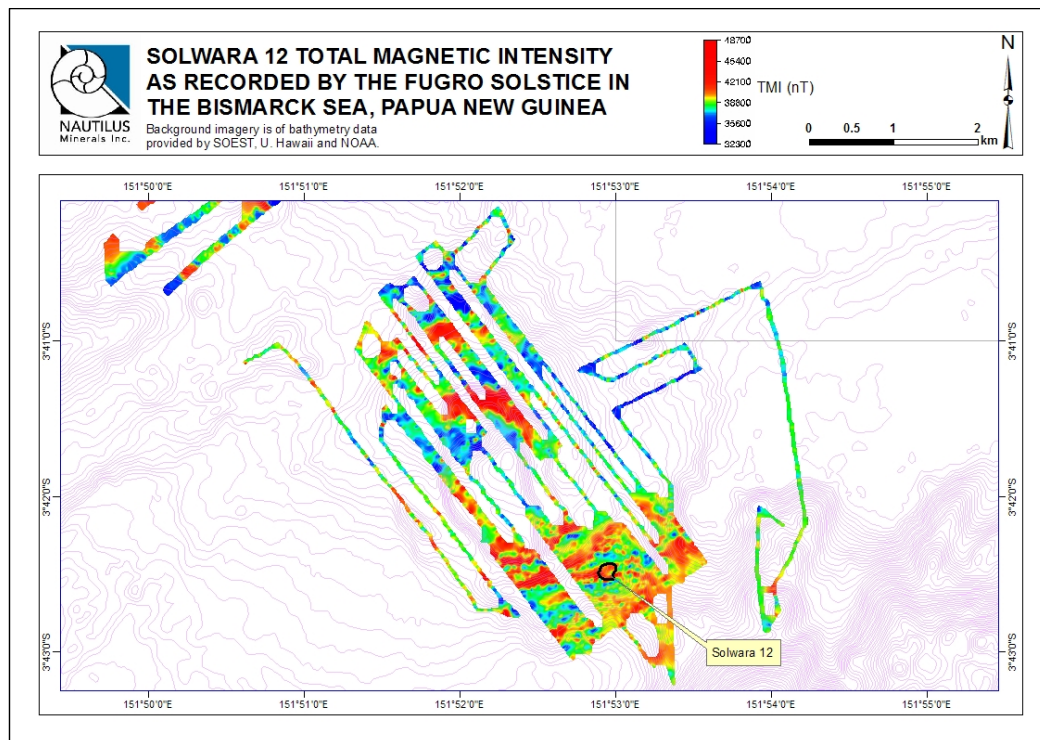 SOLWARA 12 TOTAL MAGNETIC INTENSITY
AS RECORDED BY THE FUGRO SOLSTICE IN
THE BISMARCK SEA, PAPUA NEW GUINEA
Background imagery is of bathymetry data
provided by SOEST, U. Hawaii and NOAA.
NAUTILUS
Minerals Inc.
48700
45400
42100
38800
35600
32300
TMI (nT)
0 0.5 1 2
km
N
151°50'0"E 151°51'0"E 151°52'0"E 151°53'0"E 151°54'0"E 151°55'0"E
3°41'0"S 3°41'0"S
3°42'0"S 3°42'0"S
3°43'0"S 3°43'0"S
Solwara 12
151°50'0"E 151°51'0"E 151°52'0"E 151°53'0"E 151°54'0"E 151°55'0"E